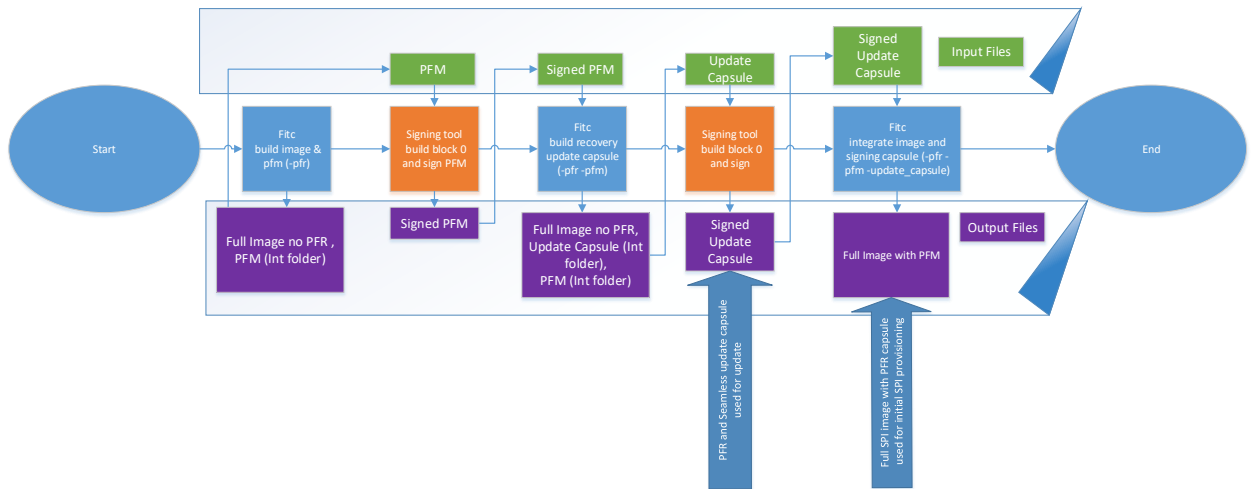 Signed
Update
Capsule
Input Files
PFM
Signed PFM
Update
Capsule
Start
Fitc
build image &
pfm (-pfr)
Signing tool
build block 0
and sign PFM
Fitc
build recovery
update capsule
(-pfr -pfm)
Signing tool
build block 0
and sign
Fitc
integrate image and
signing capsule (-pfr -
pfm -update_capsule)
End
Full Image no PFR ,
PFM (Int folder)
Signed PFM
Full Image no PFR,
Update Capsule (Int
folder),
PFM (Int folder)
Signed
Update
Capsule
Full Image with PFM
Output Files
PFR and Seamless update capsule
used for update
Full SPI image with PFR capsule
used for initial SPI provisioning